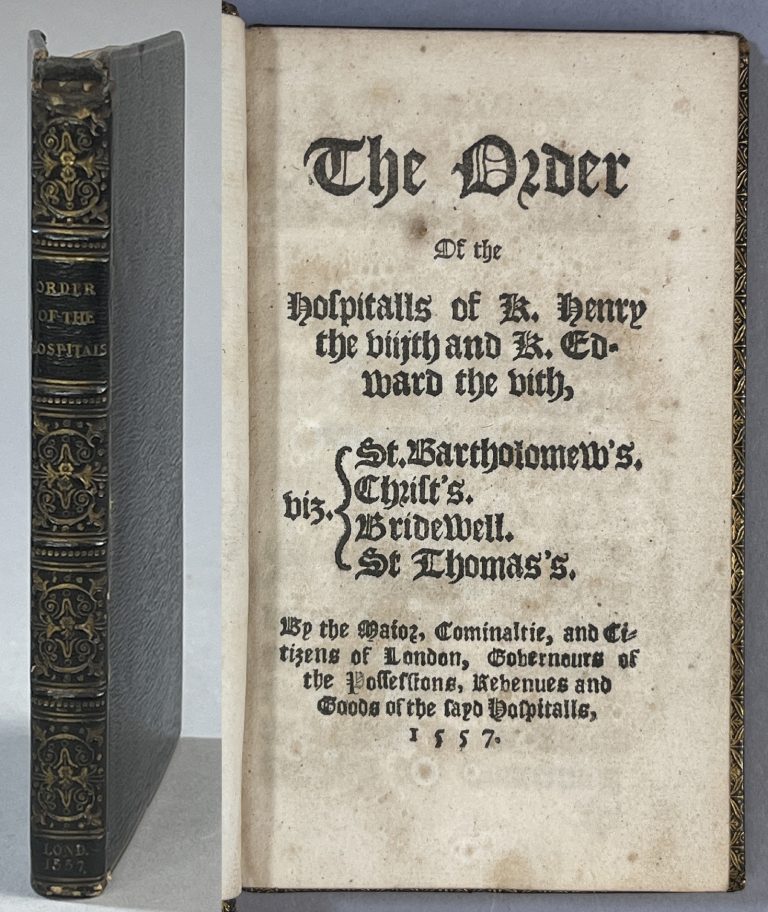 ORDER
OF THE
HOSPITALS
LOND.
1557.
The Order
Of the
Hoſpitalls of K. Henry
the viijth and K. Ed-
ward the vith,
viz.
St. Bartholomew's.
Chriſt's.
Bridewell.
St Thomas's.
By the Maior, Cominaltie, and Ci-
tizens of London, Governours of
the Poſſeſſions, Revenues and
Goods of the ſayd Hoſpitalls,
1557.